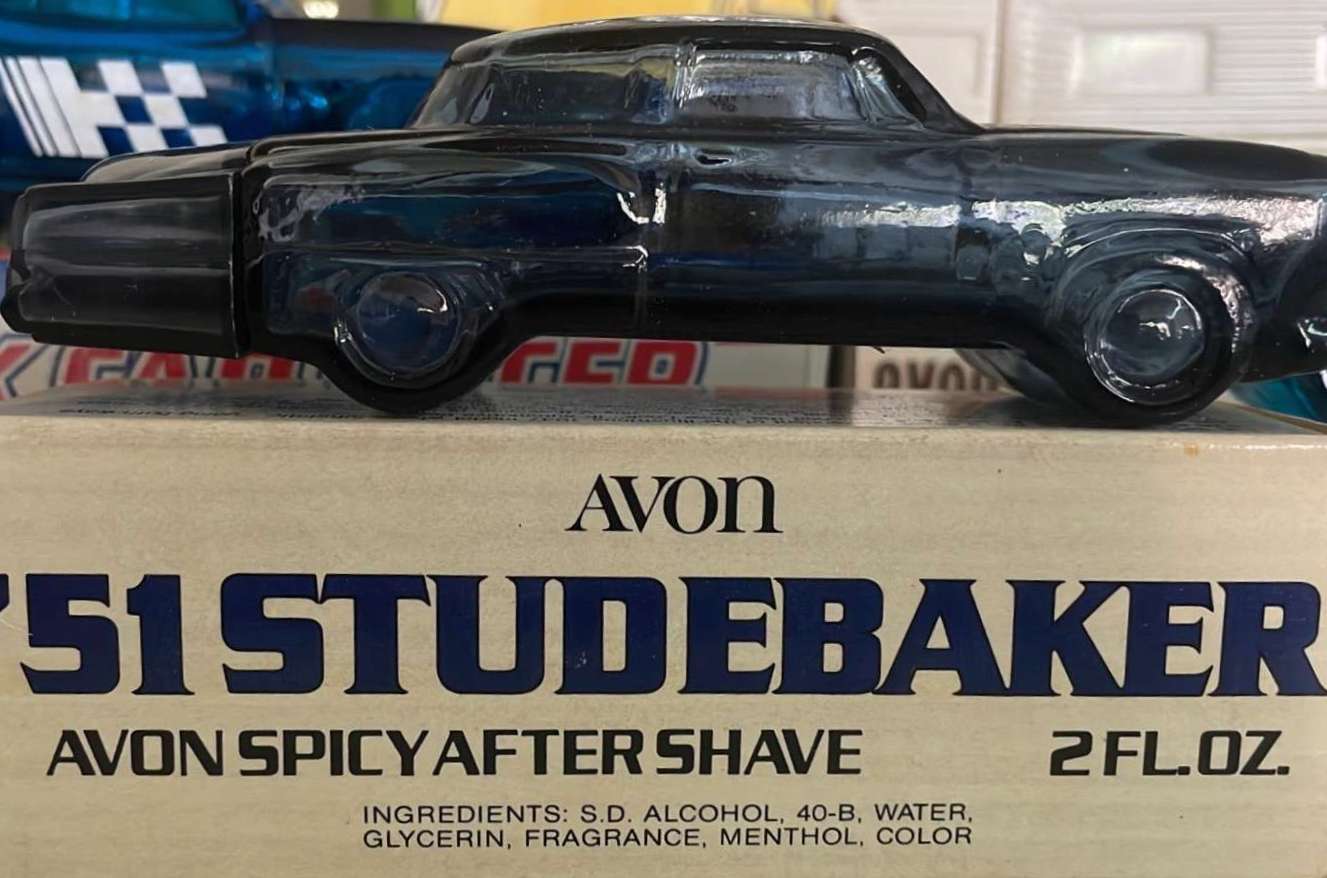 AVON
'51 STUDEBAKER
AVON SPICY AFTER SHAVE 2 FL. OZ.
INGREDIENTS: S.D. ALCOHOL, 40-B, WATER,
GLYCERIN, FRAGRANCE, MENTHOL, COLOR